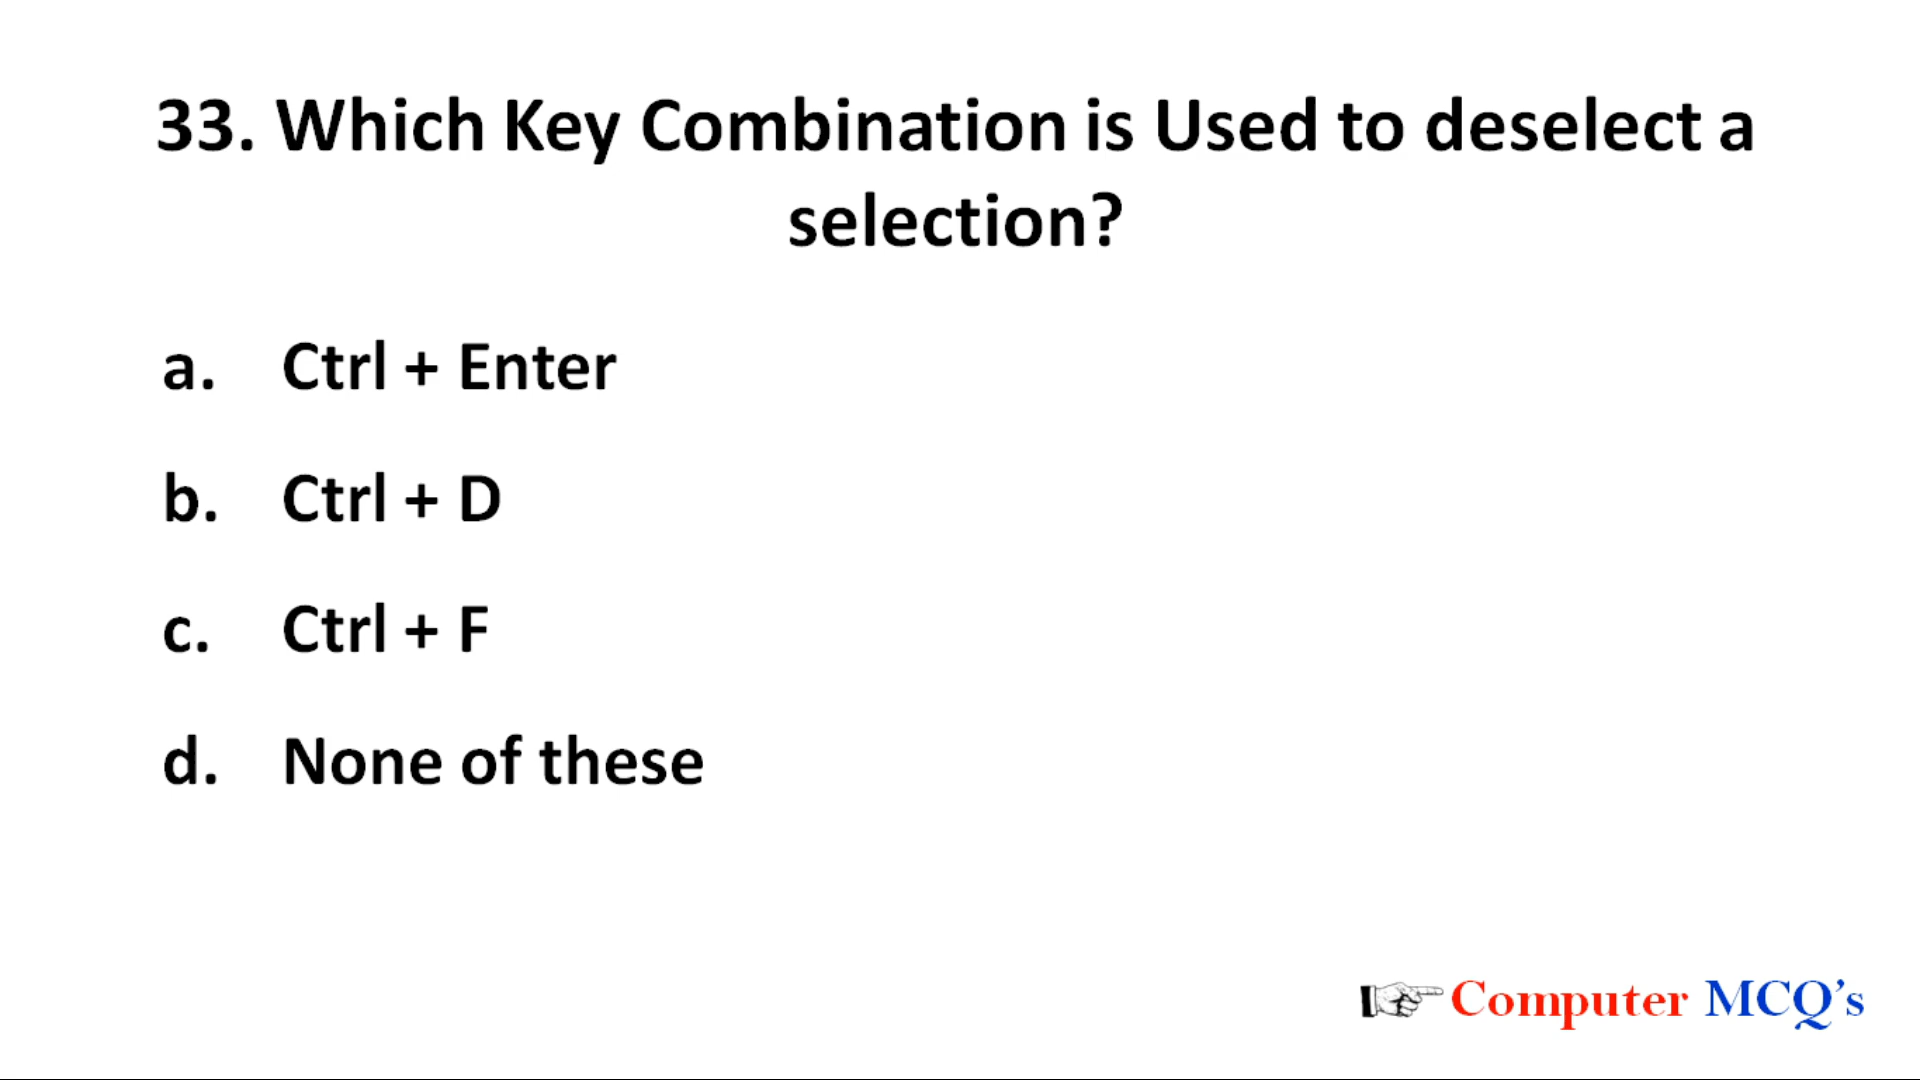 33. Which Key Combination is Used to deselect a
selection?
a. Ctrl + Enter
b. Ctrl + D
c. Ctrl + F
d. None of these
Computer MCQ’s